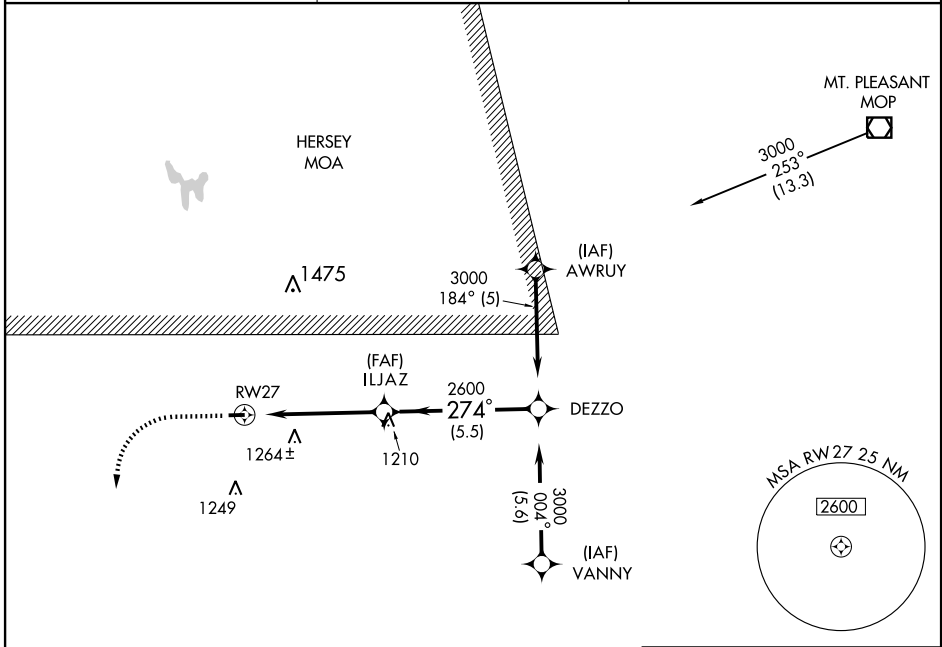 MT. PLEASANT
MOP
3000
253°
(13.3)
HERSEY
MOA
(IAF)
AWRUY
3000
184° (5)
1475
(FAF)
ILJAZ
RW27
2600
274°
(5.5)
DEZZO
1264±
1210
1249
3000
004°
(5.6)
(IAF)
VANNY
MSA RW27 25 NM
2600